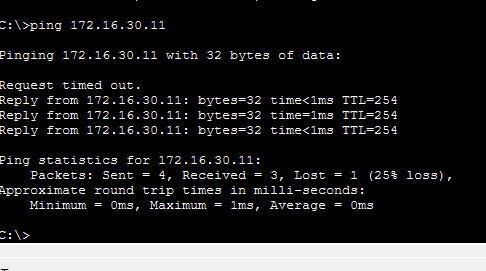 C:\>ping 172.16.30.11
Pinging 172.16.30.11 with 32 bytes of data:
Request timed out.
Reply from 172.16.30.11: bytes=32 time<1ms TTL=254
Reply from 172.16.30.11: bytes=32 time=1ms TTL=254
Reply from 172.16.30.11: bytes=32 time<1ms TTL=254
Ping statistics for 172.16.30.11:
Packets: Sent = 4, Received = 3, Lost = 1 (25% loss),
Approximate round trip times in milli-seconds:
Minimum = 0ms, Maximum = 1ms, Average = 0ms
C:\>